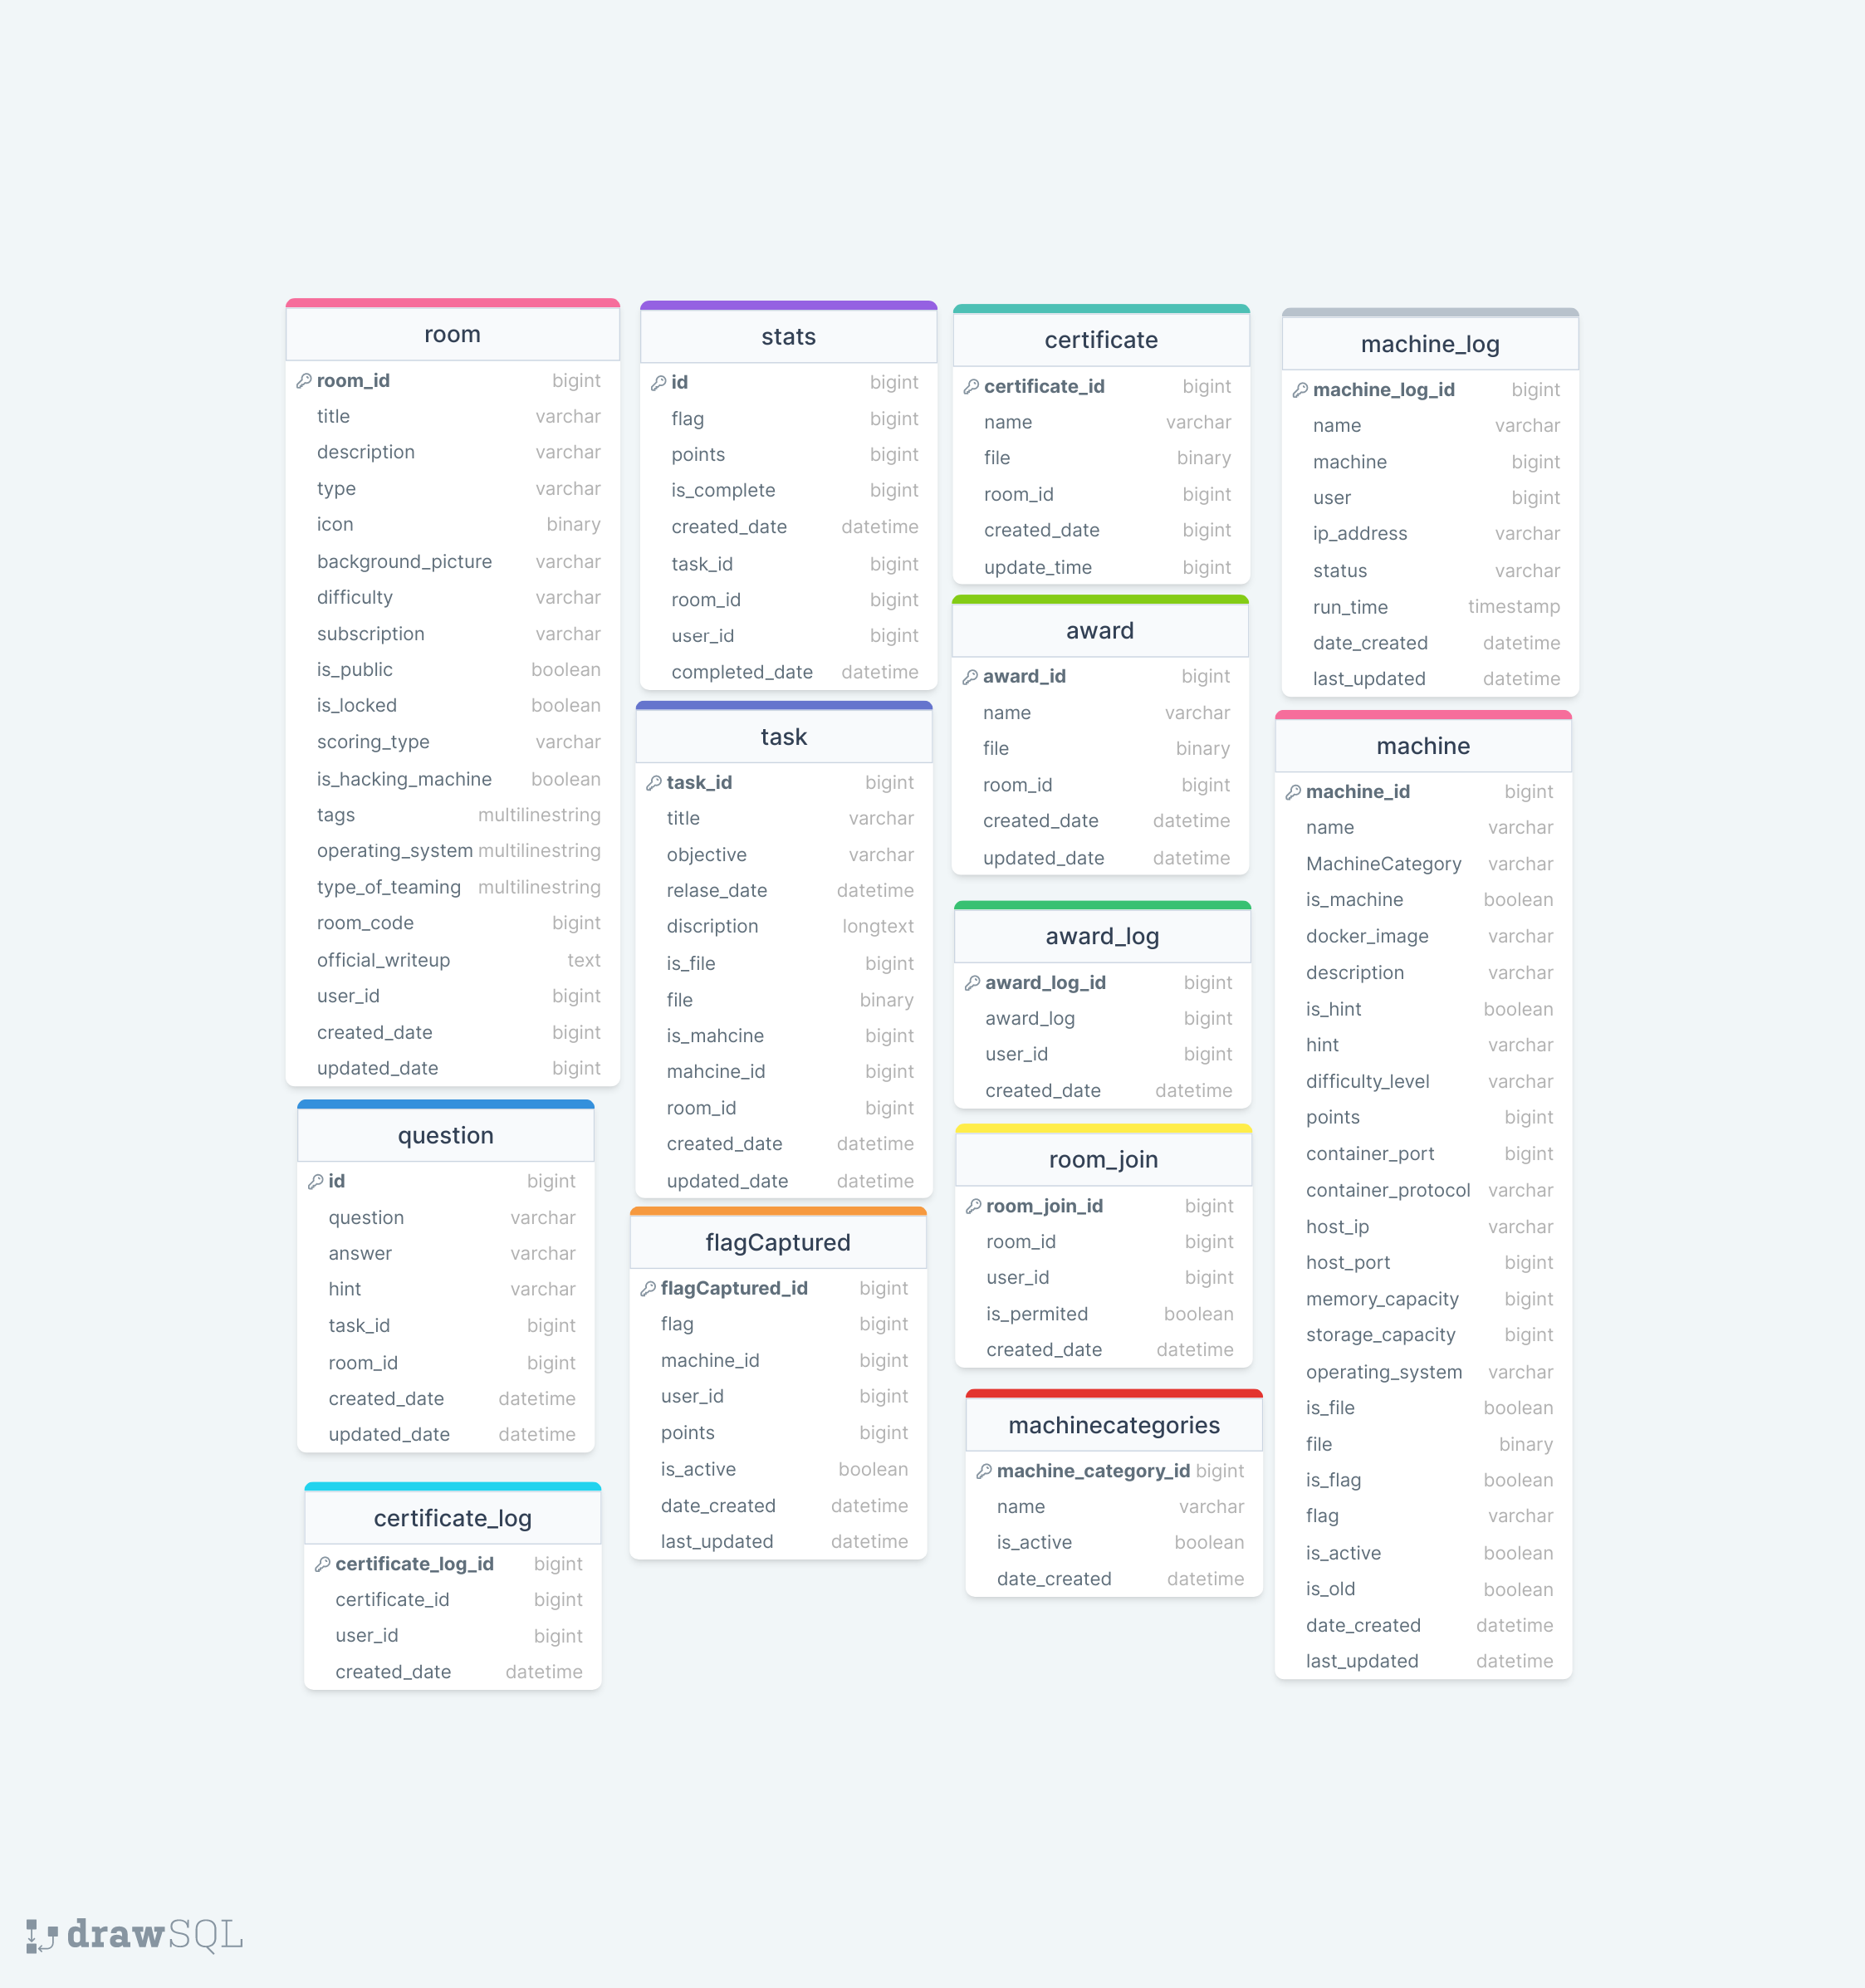 room
room_id bigint
title varchar
description varchar
type varchar
icon binary
background_picture varchar
difficulty varchar
subscription varchar
is_public boolean
is_locked boolean
scoring_type varchar
is_hacking_machine boolean
tags multilinestring
operating_system multilinestring
type_of_teaming multilinestring
room_code bigint
official_writeup text
user_id bigint
created_date bigint
updated_date bigint
question
id bigint
question varchar
answer varchar
hint varchar
task_id bigint
room_id bigint
created_date datetime
updated_date datetime
certificate_log
certificate_log_id bigint
certificate_id bigint
user_id bigint
created_date datetime
stats
id bigint
flag bigint
points bigint
is_complete bigint
created_date datetime
task_id bigint
room_id bigint
user_id bigint
completed_date datetime
task
task_id bigint
title varchar
objective varchar
relase_date datetime
discription longtext
is_file bigint
file binary
is_mahcine bigint
mahcine_id bigint
room_id bigint
created_date datetime
updated_date datetime
flagCaptured
flagCaptured_id bigint
flag bigint
machine_id bigint
user_id bigint
points bigint
is_active boolean
date_created datetime
last_updated datetime
certificate
certificate_id bigint
name varchar
file binary
room_id bigint
created_date bigint
update_time bigint
award
award_id bigint
name varchar
file binary
room_id bigint
created_date datetime
updated_date datetime
award_log
award_log_id bigint
award_log bigint
user_id bigint
created_date datetime
room_join
room_join_id bigint
room_id bigint
user_id bigint
is_permited boolean
created_date datetime
machinecategories
machine_category_id bigint
name varchar
is_active boolean
date_created datetime
machine_log
machine_log_id bigint
name varchar
machine bigint
user bigint
ip_address varchar
status varchar
run_time timestamp
date_created datetime
last_updated datetime
machine
machine_id bigint
name varchar
MachineCategory varchar
is_machine boolean
docker_image varchar
description varchar
is_hint boolean
hint varchar
difficulty_level varchar
points bigint
container_port bigint
container_protocol varchar
host_ip varchar
host_port bigint
memory_capacity bigint
storage_capacity bigint
operating_system varchar
is_file boolean
file binary
is_flag boolean
flag varchar
is_active boolean
is_old boolean
date_created datetime
last_updated datetime
drawSQL